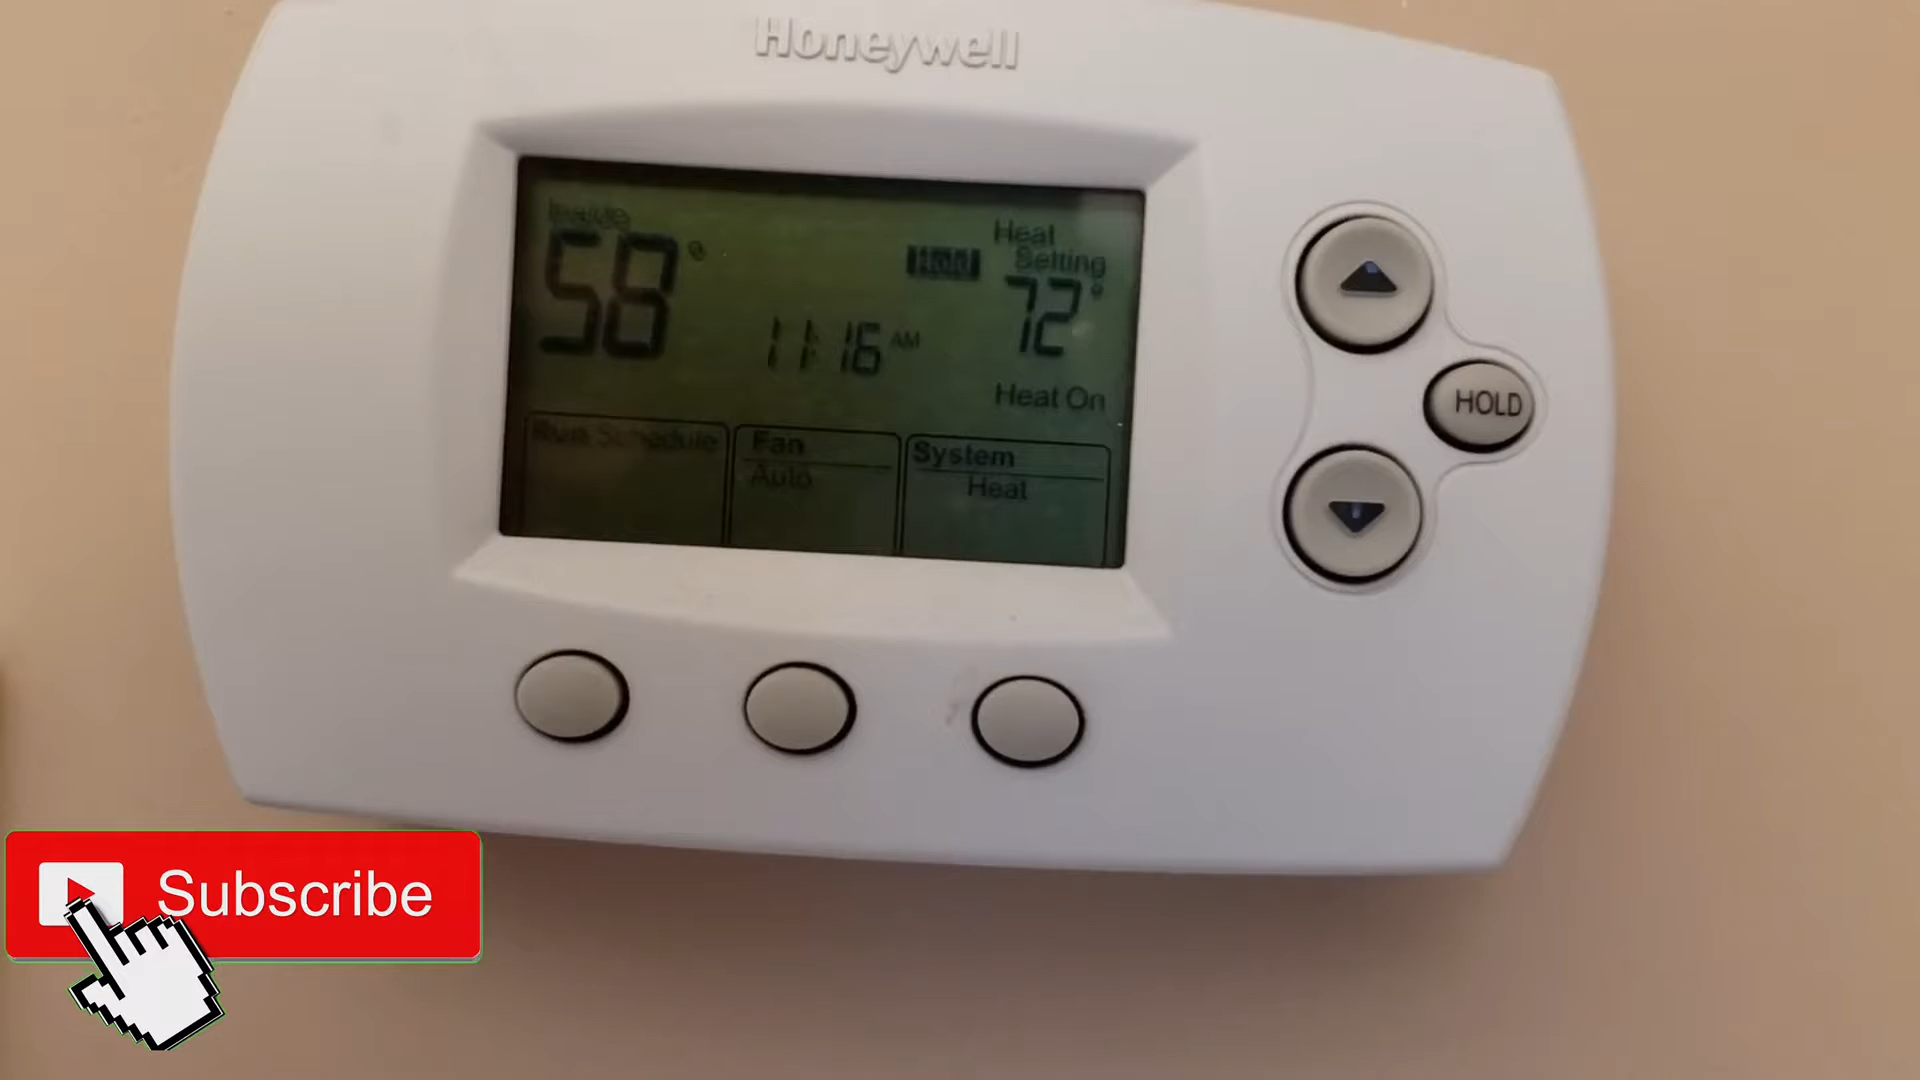 Honeywell
Inside
58°
Heat
Setting
72°
11:16 AM
Heat On
Run Schedule
Fan
Auto
System
Heat
HOLD
Subscribe